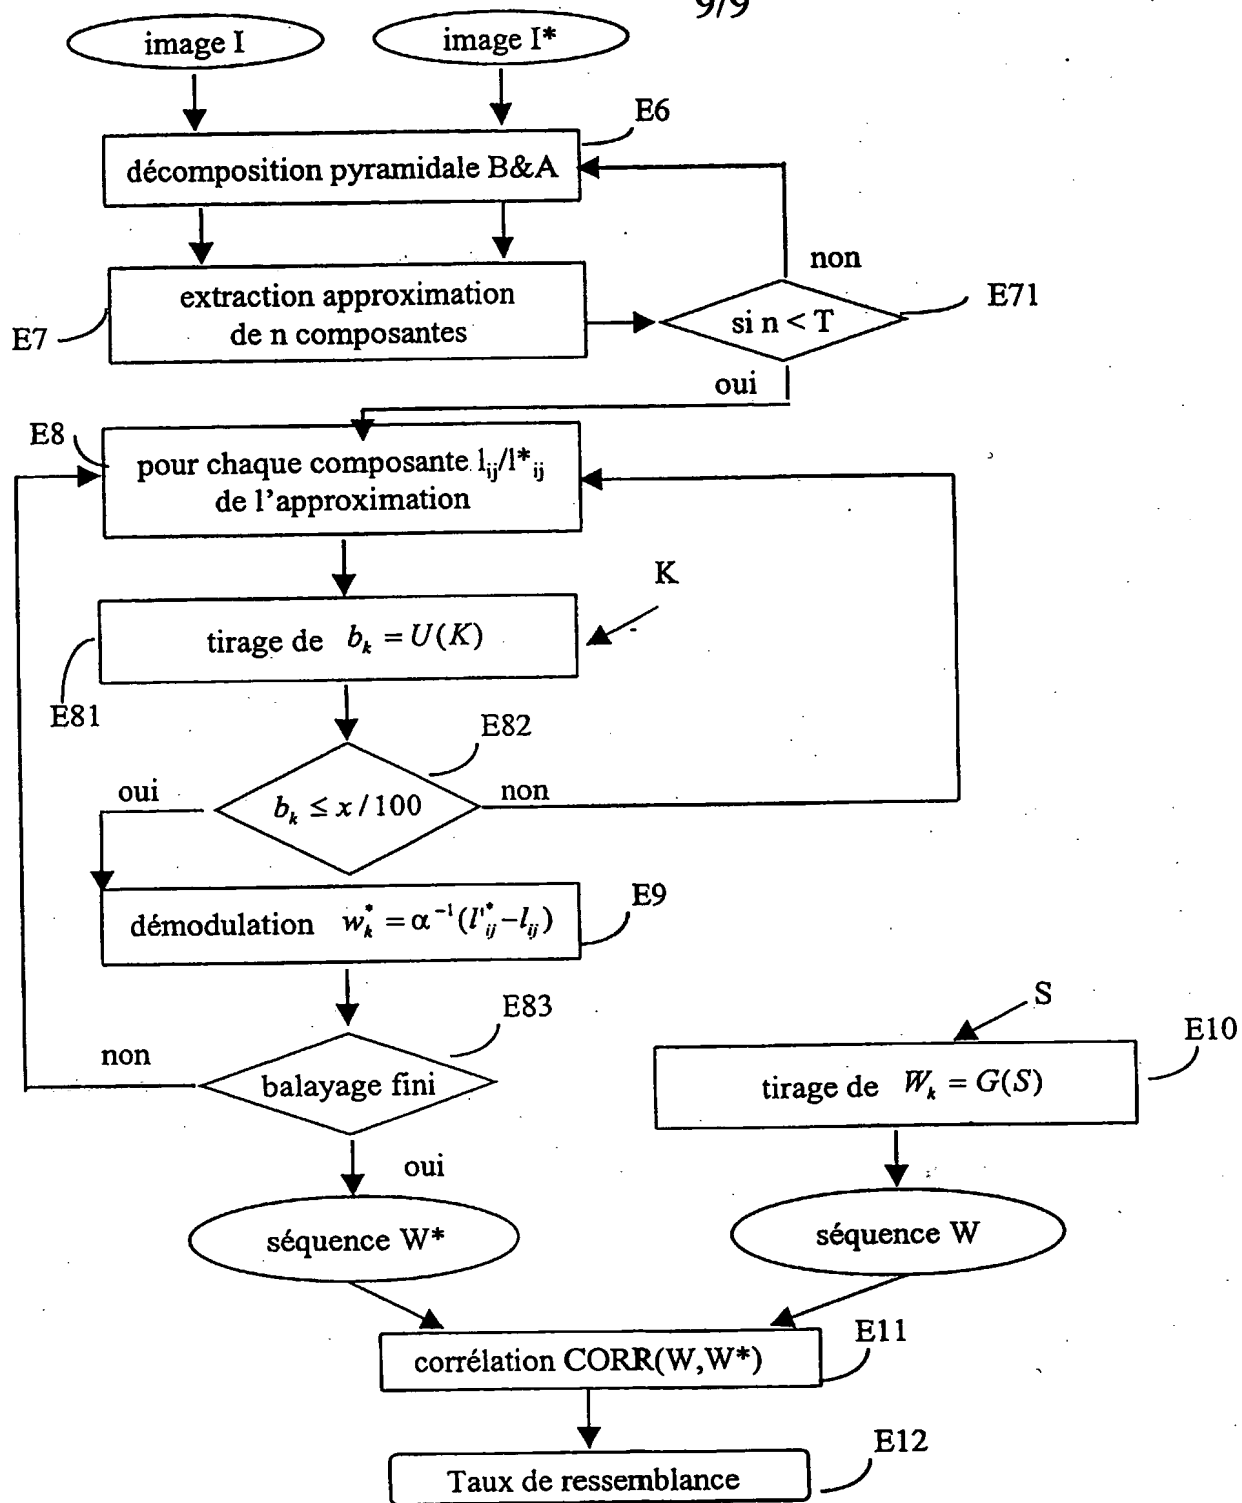 9/9
image I
image I*
E6
décomposition pyramidale B&A
non
extraction approximation
de n composantes
E7
si n < T
E71
oui
E8
pour chaque composante l_ij/l*_ij
de l'approximation
K
tirage de b_k = U(K)
E81
E82
oui
b_k ≤ x / 100
non
démodulation w*_k = α⁻¹(l'*_ij – l_ij)
E9
E83
non
balayage fini
oui
S
E10
tirage de W_k = G(S)
séquence W*
séquence W
E11
corrélation CORR(W,W*)
E12
Taux de ressemblance